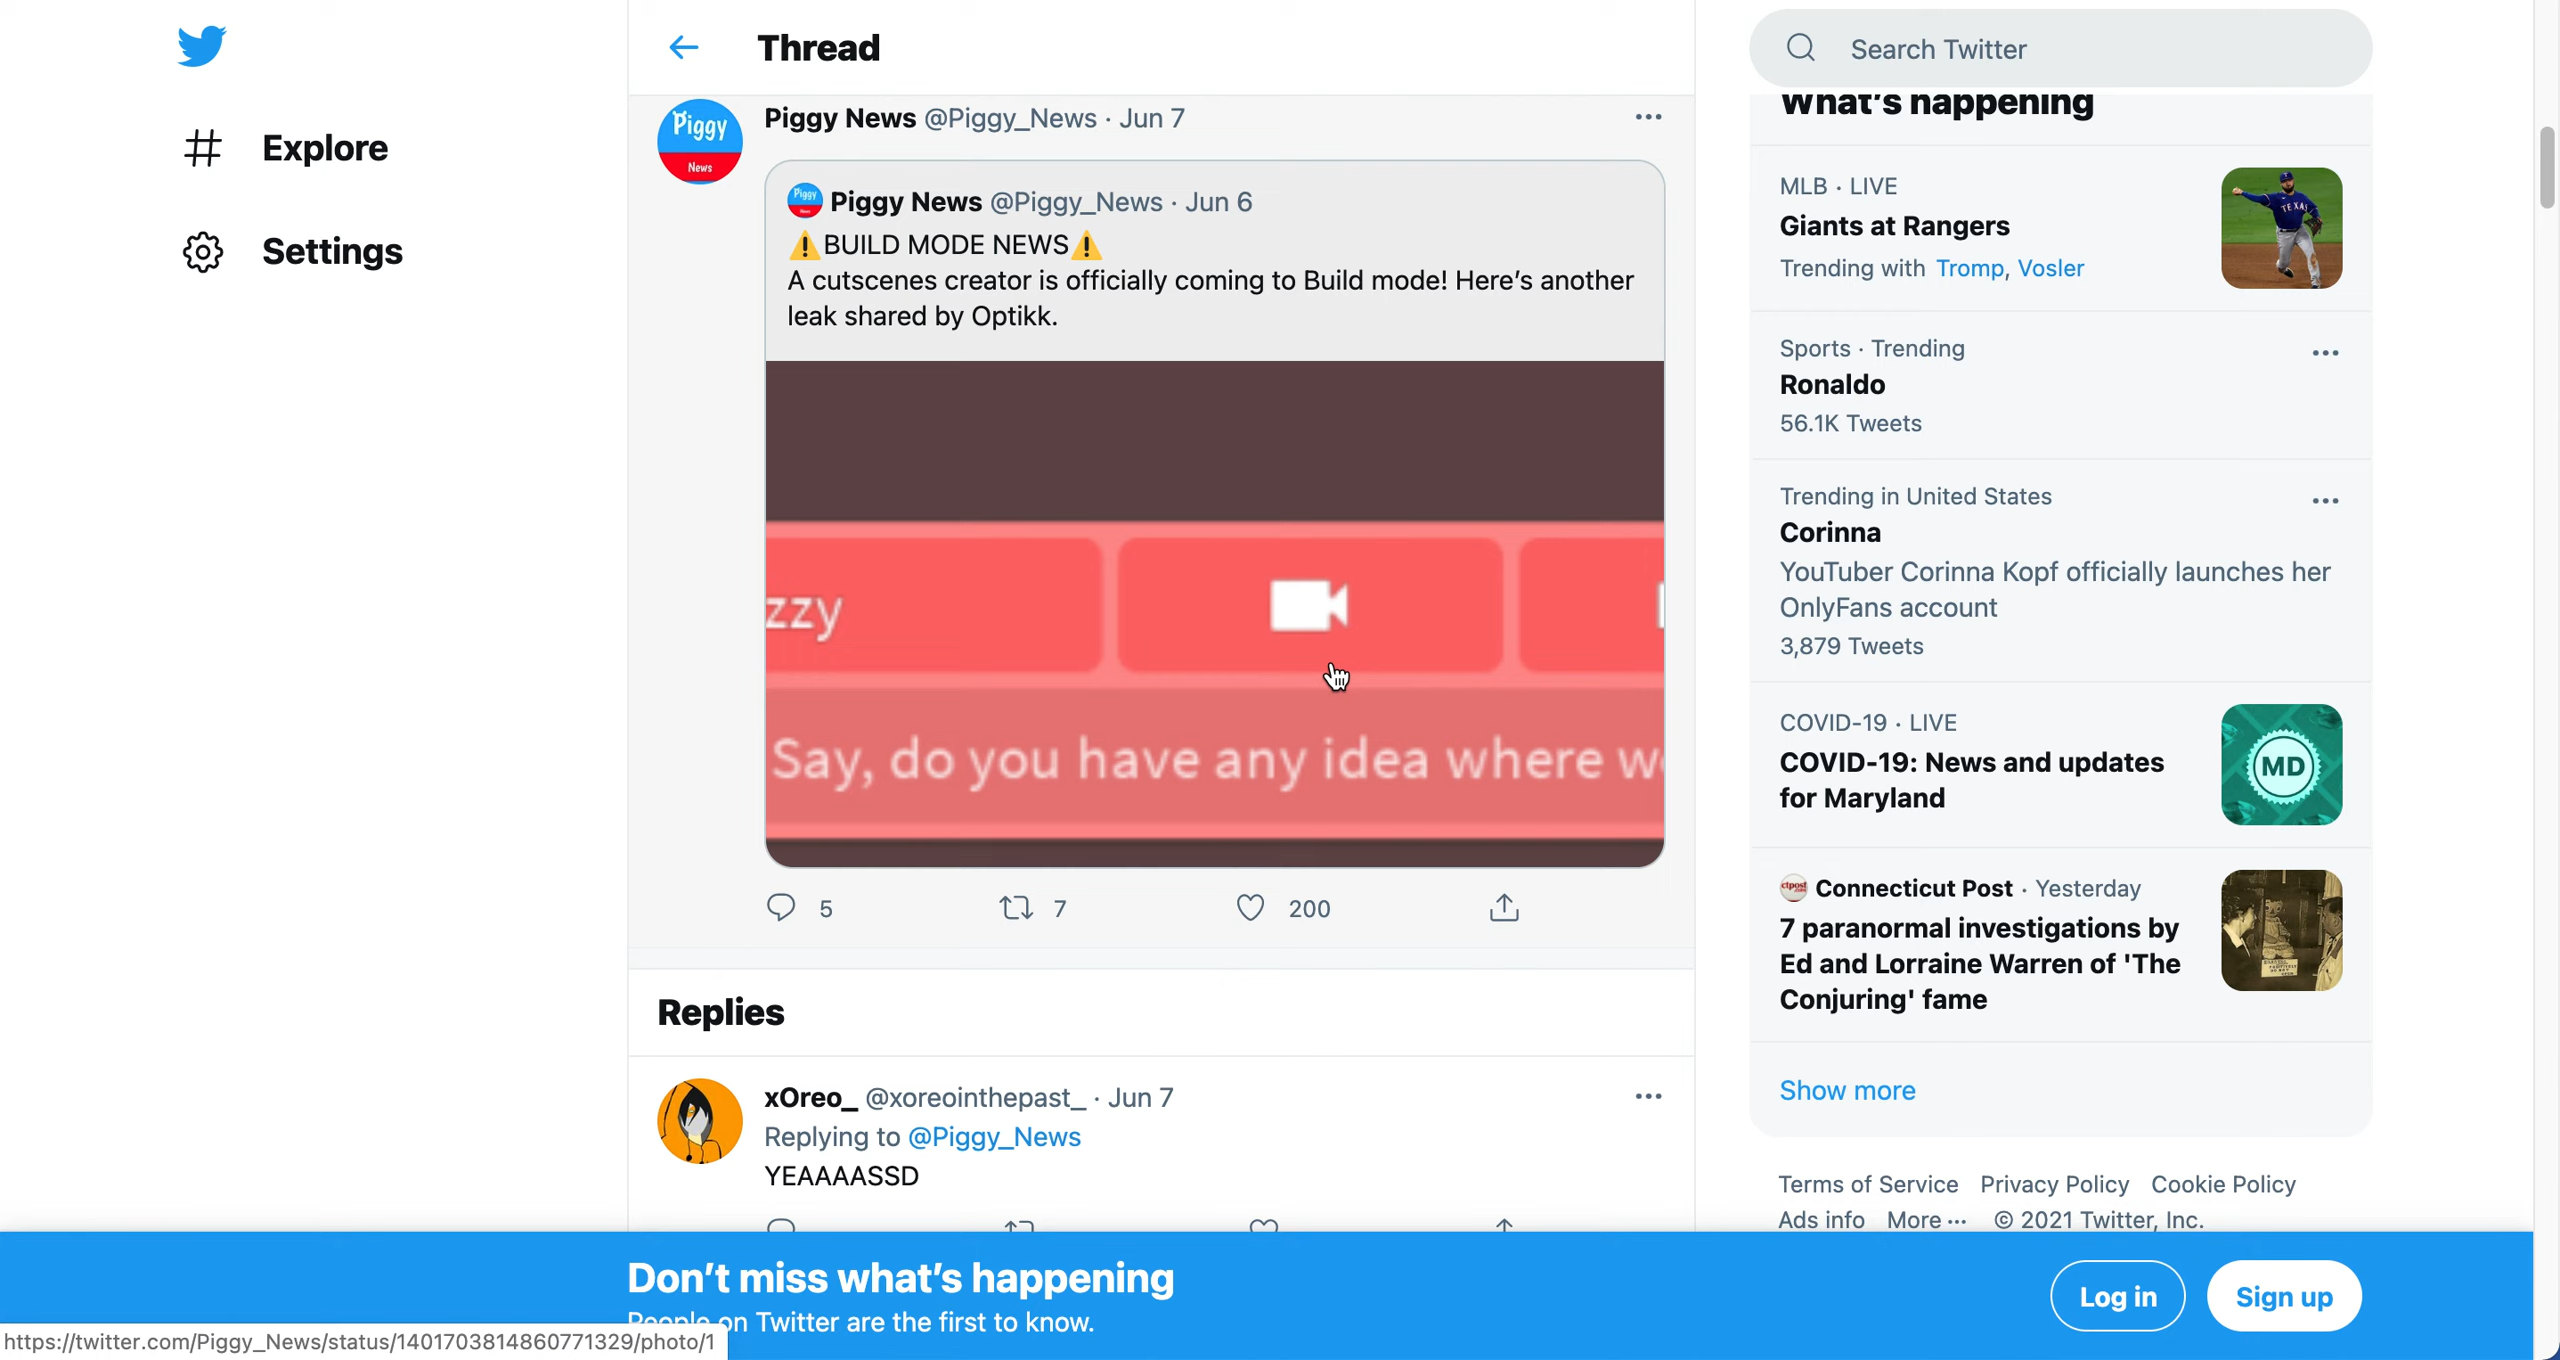 Explore
Settings
Thread
Piggy News @Piggy_News · Jun 7
Piggy
News
Piggy News @Piggy_News · Jun 6
⚠️BUILD MODE NEWS⚠️
A cutscenes creator is officially coming to Build mode! Here’s another
leak shared by Optikk.
zzy
Say, do you have any idea where w
5
7
200
Replies
xOreo_ @xoreointhepast_ · Jun 7
Replying to @Piggy_News
YEAAAASSD
Search Twitter
What’s happening
MLB · LIVE
Giants at Rangers
Trending with Tromp, Vosler
TEXAS
Sports · Trending
Ronaldo
56.1K Tweets
Trending in United States
Corinna
YouTuber Corinna Kopf officially launches her
OnlyFans account
3,879 Tweets
COVID-19 · LIVE
COVID-19: News and updates
for Maryland
MD
ctpost
Connecticut Post · Yesterday
7 paranormal investigations by
Ed and Lorraine Warren of 'The
Conjuring' fame
Show more
Terms of Service Privacy Policy Cookie Policy
Ads info More ··· © 2021 Twitter, Inc.
Don’t miss what’s happening
People on Twitter are the first to know.
Log in
Sign up
https://twitter.com/Piggy_News/status/1401703814860771329/photo/1